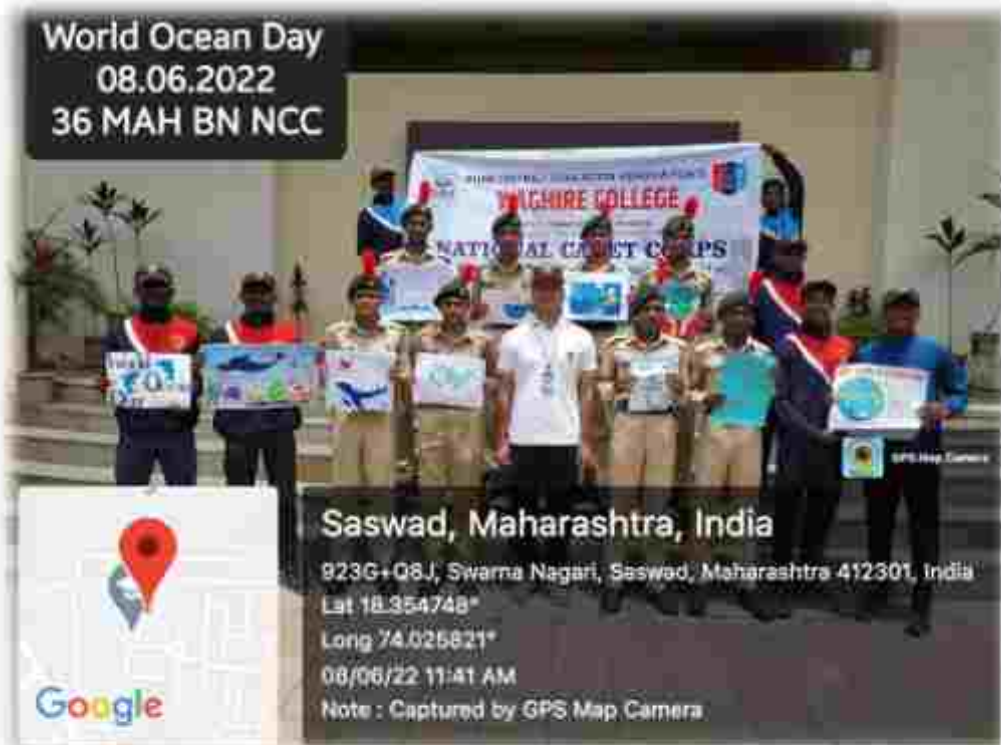 World Ocean Day
08.06.2022
36 MAH BN NCC
WAGHIRE COLLEGE
NATIONAL CADET CORPS
GPS Map Camera
Saswad, Maharashtra, India
923G+Q8J, Swarna Nagari, Saswad, Maharashtra 412301, India
Lat 18.354748°
Long 74.025821°
08/06/22 11:41 AM
Note : Captured by GPS Map Camera
Google